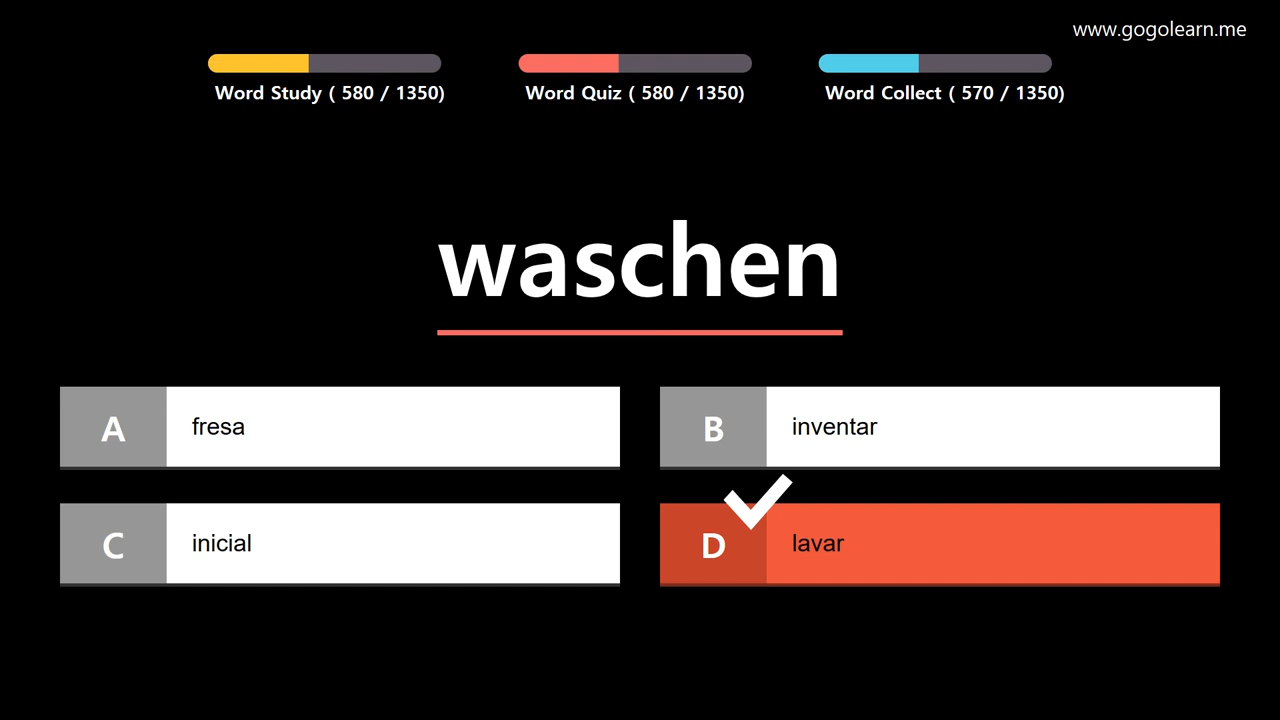 www.gogolearn.me
Word Study ( 580 / 1350)
Word Quiz ( 580 / 1350)
Word Collect ( 570 / 1350)
waschen
A fresa
B inventar
C inicial
D lavar